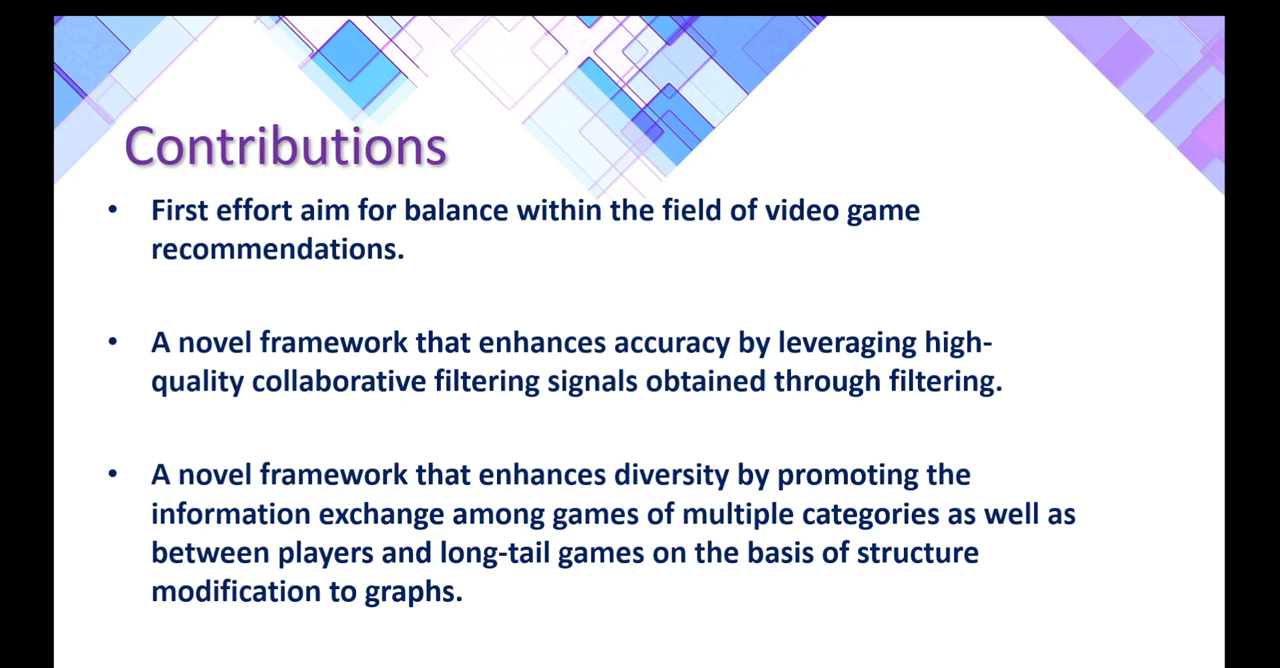 Contributions
• First effort aim for balance within the field of video game
recommendations.
• A novel framework that enhances accuracy by leveraging high-
quality collaborative filtering signals obtained through filtering.
• A novel framework that enhances diversity by promoting the
information exchange among games of multiple categories as well as
between players and long-tail games on the basis of structure
modification to graphs.